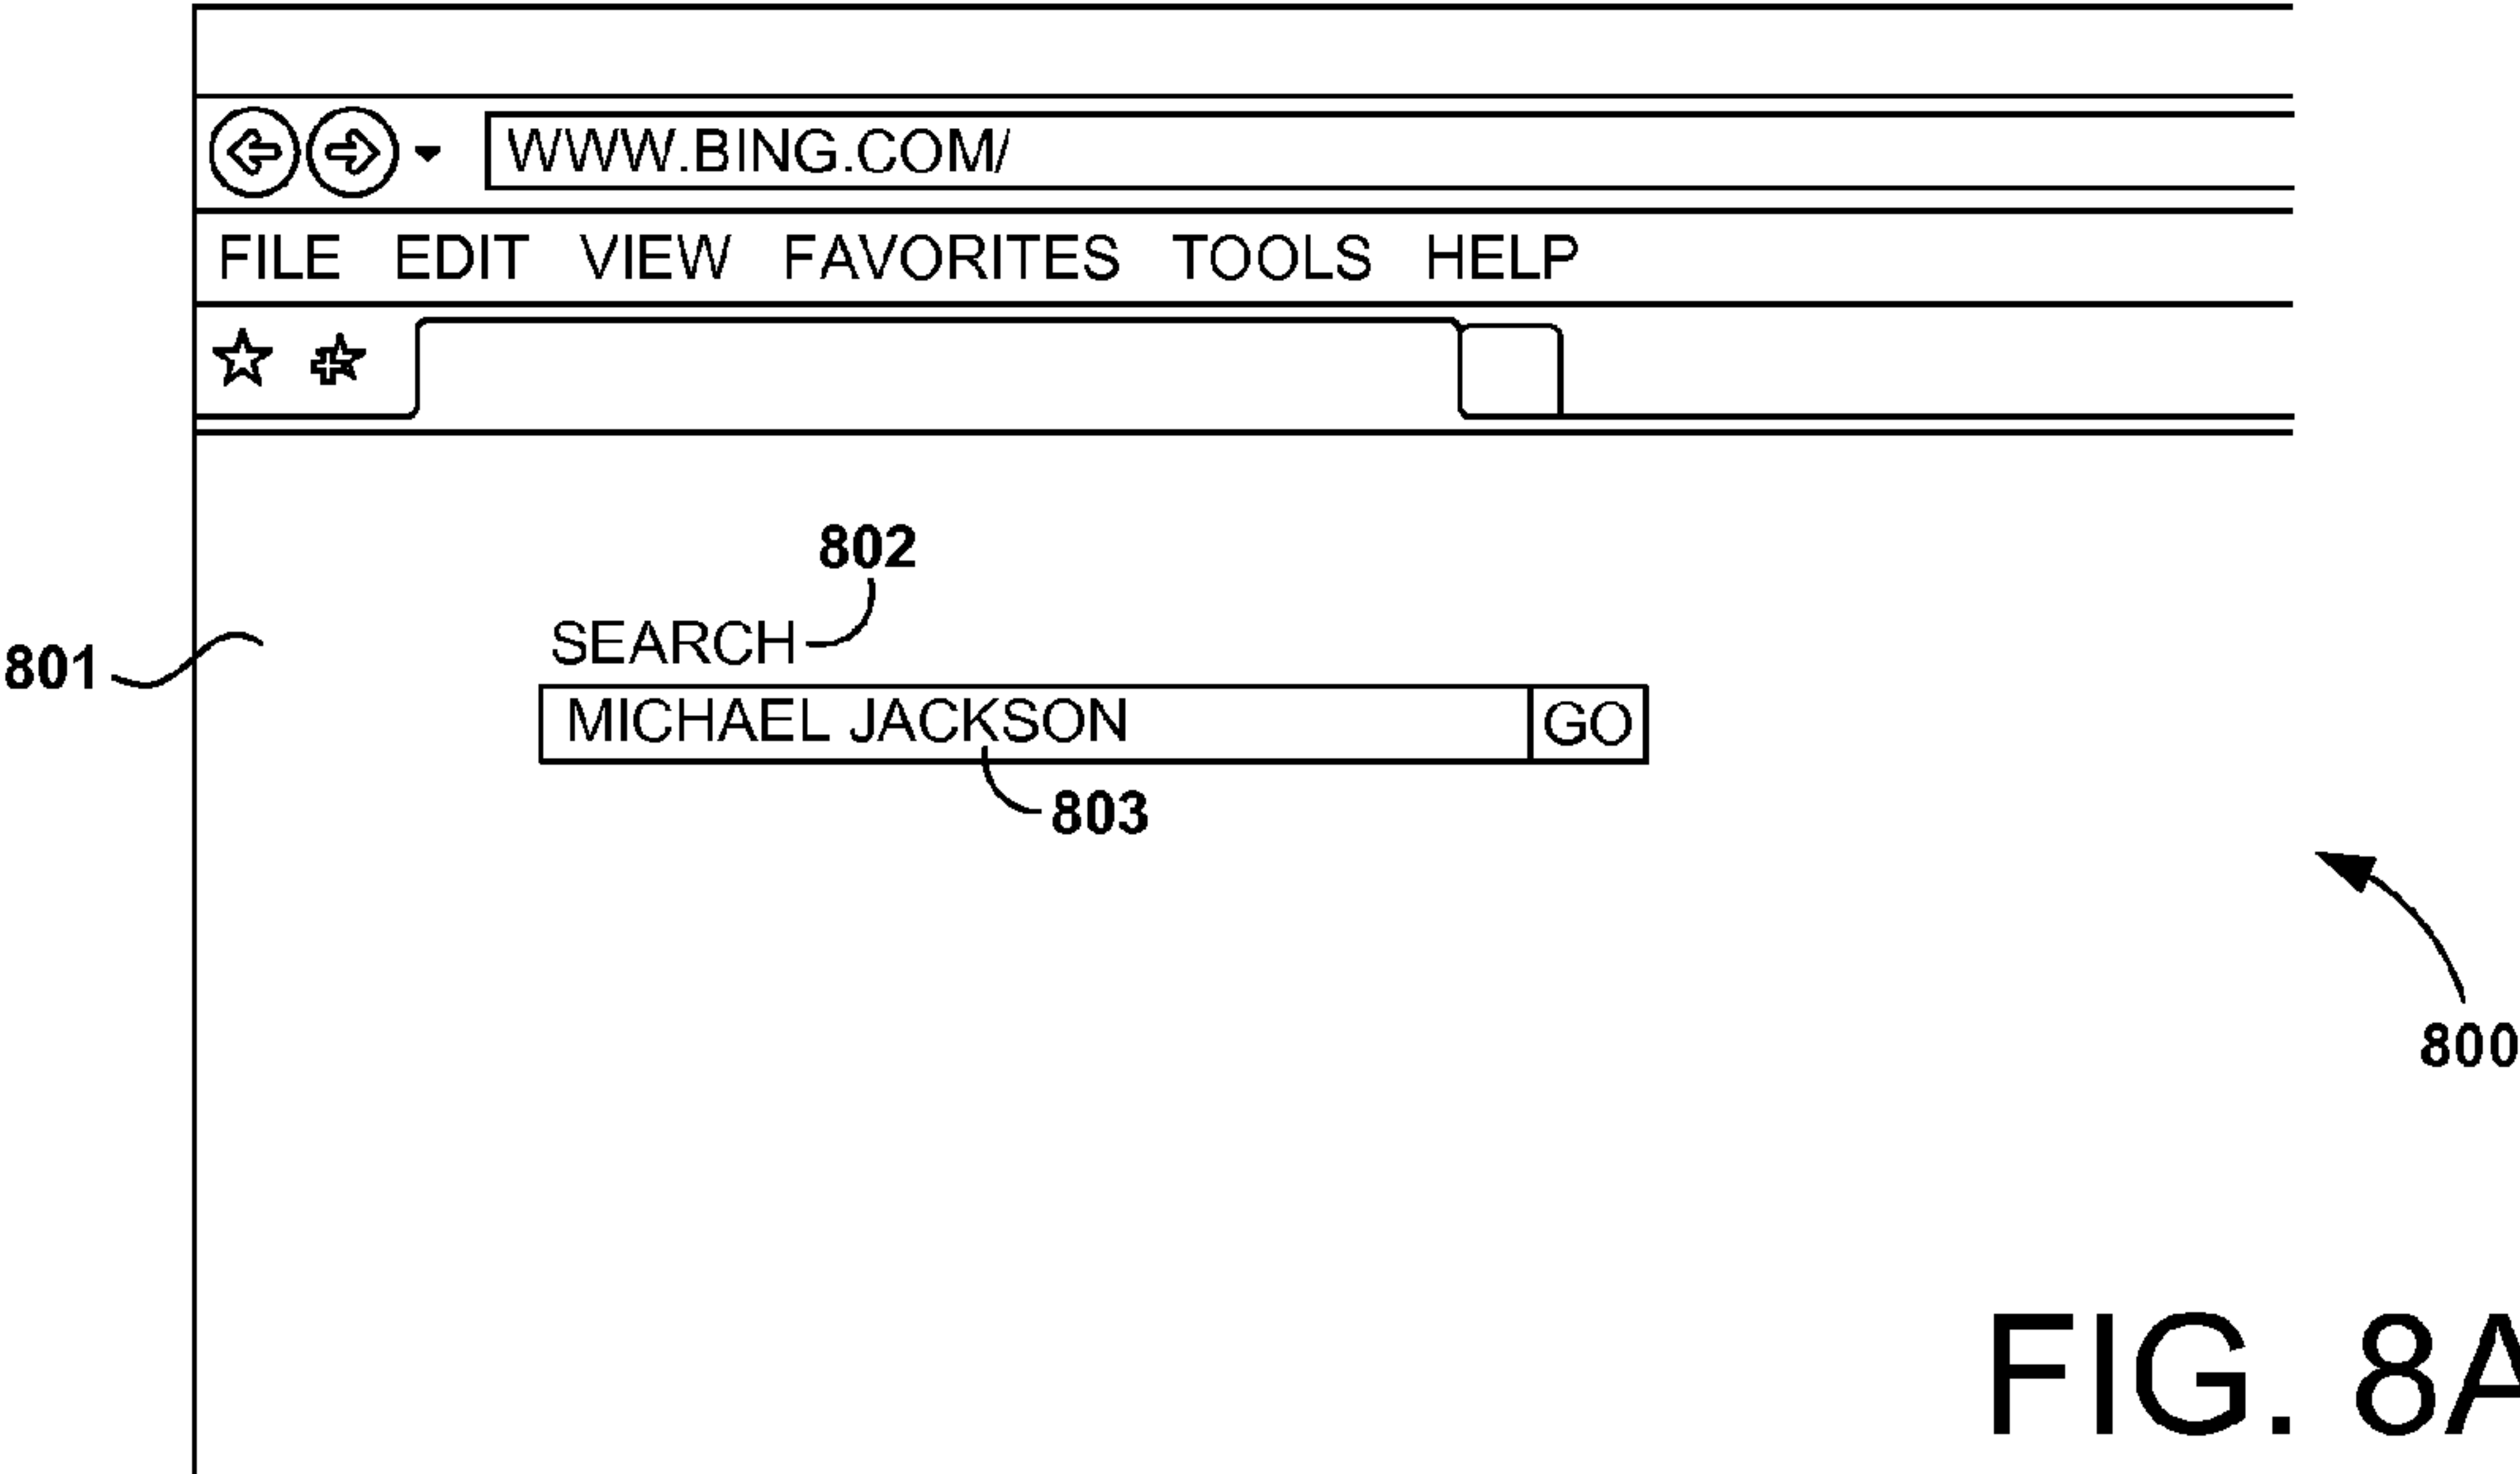 WWW.BING.COM/
FILE EDIT VIEW FAVORITES TOOLS HELP
802
SEARCH
801
MICHAEL JACKSON GO
803
800
FIG. 8A